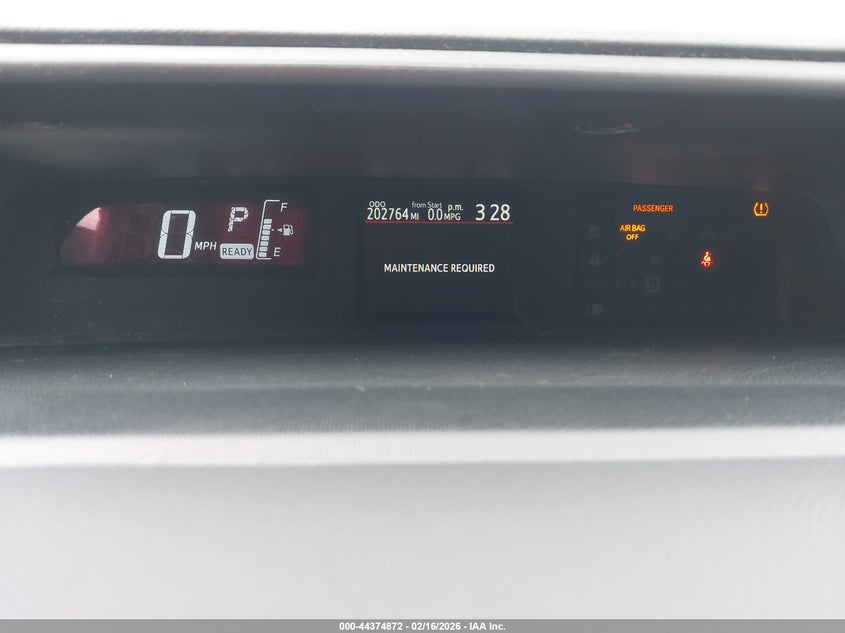 0 MPH
P
READY
F
E
ODO
202764 MI
from Start
0.0 MPG
p.m.
3 28
MAINTENANCE REQUIRED
PASSENGER
AIR BAG
OFF
000-44374872 - 02/16/2026 - IAA Inc.